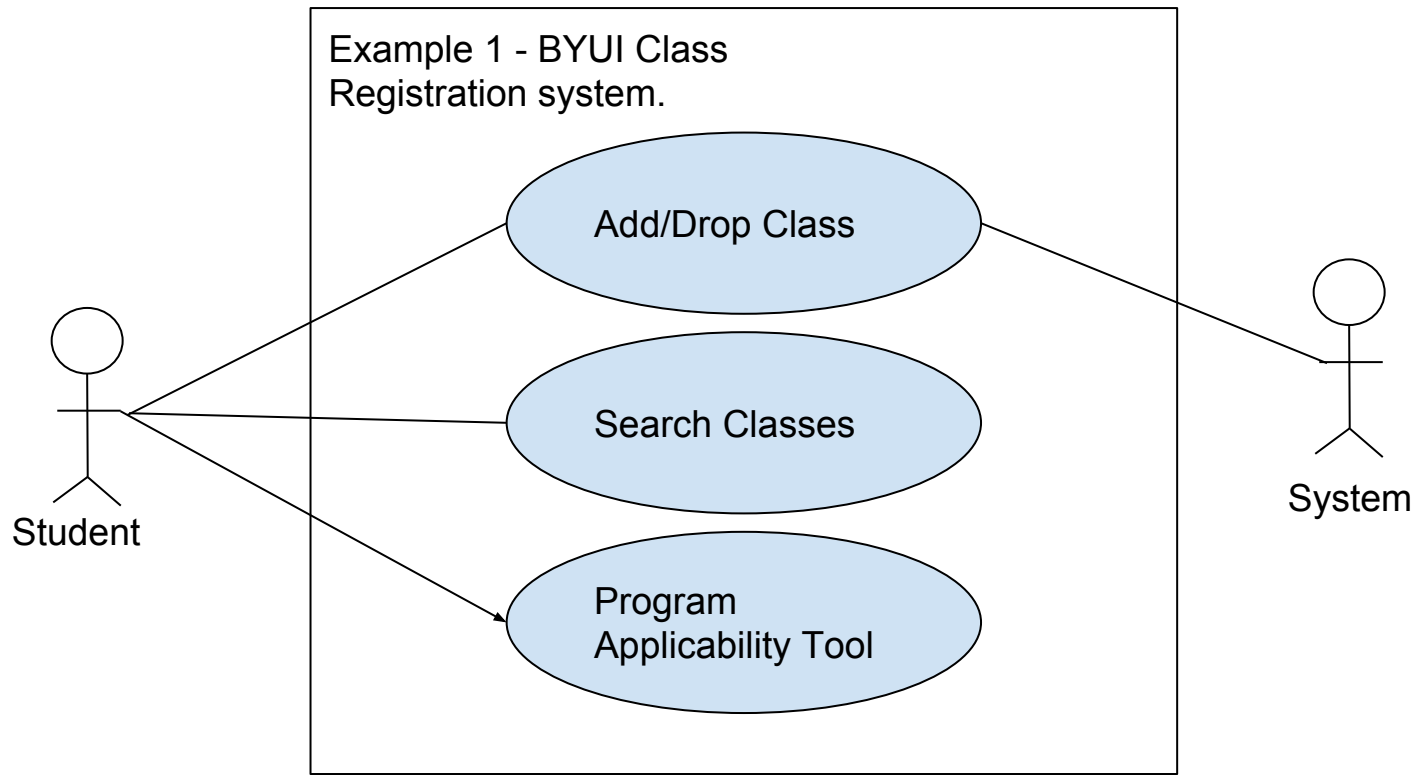 Example 1 - BYUI Class
Registration system.
Add/Drop Class
Search Classes
Program
Applicability Tool
Student
System